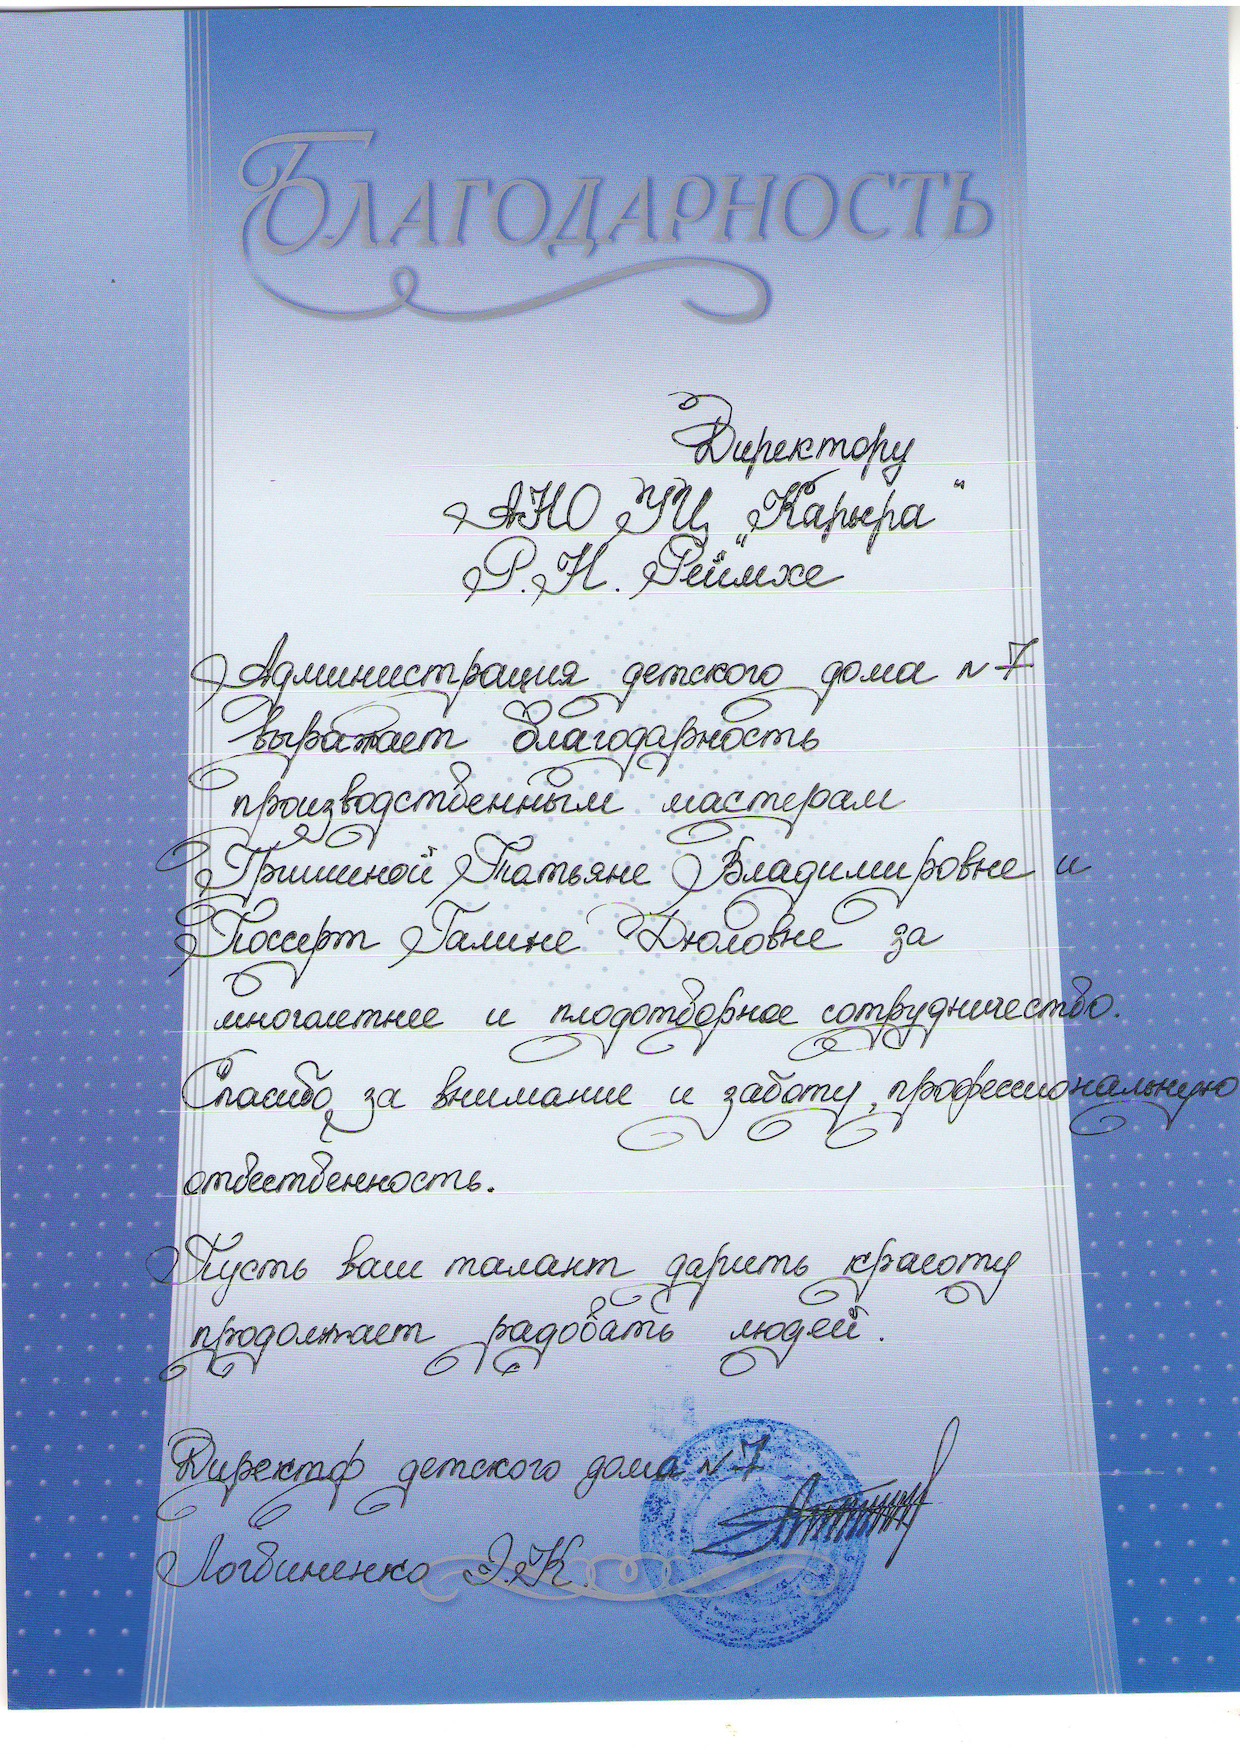 Благодарность
Директору
АНО УЦ "Карьера"
Р.Н. Реймхе
Администрация детского дома №7
выражает благодарность
производственным мастерам
Гришиной Татьяне Владимировне и
Поссерт Галине Дюловне за
многолетнее и плодотворное сотрудничество.
Спасибо за внимание и заботу, профессиональную
ответственность.
Пусть ваш талант дарить красоту
продолжает радовать людей.
Директор детского дома №7
Логвиненко Э.К.